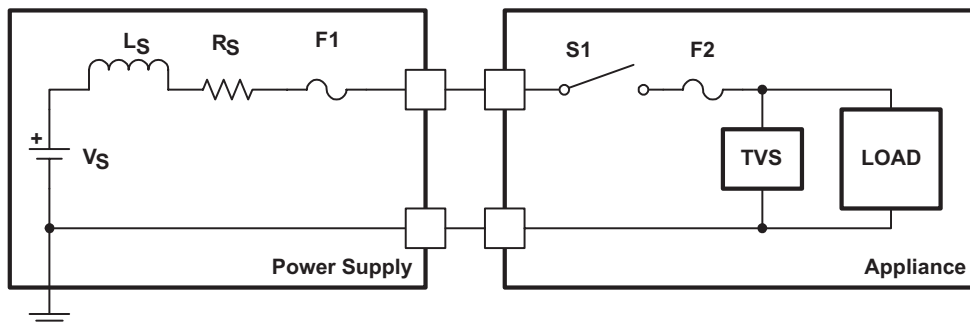 LS
RS
F1
S1
F2
+
VS
TVS
LOAD
Power Supply
Appliance